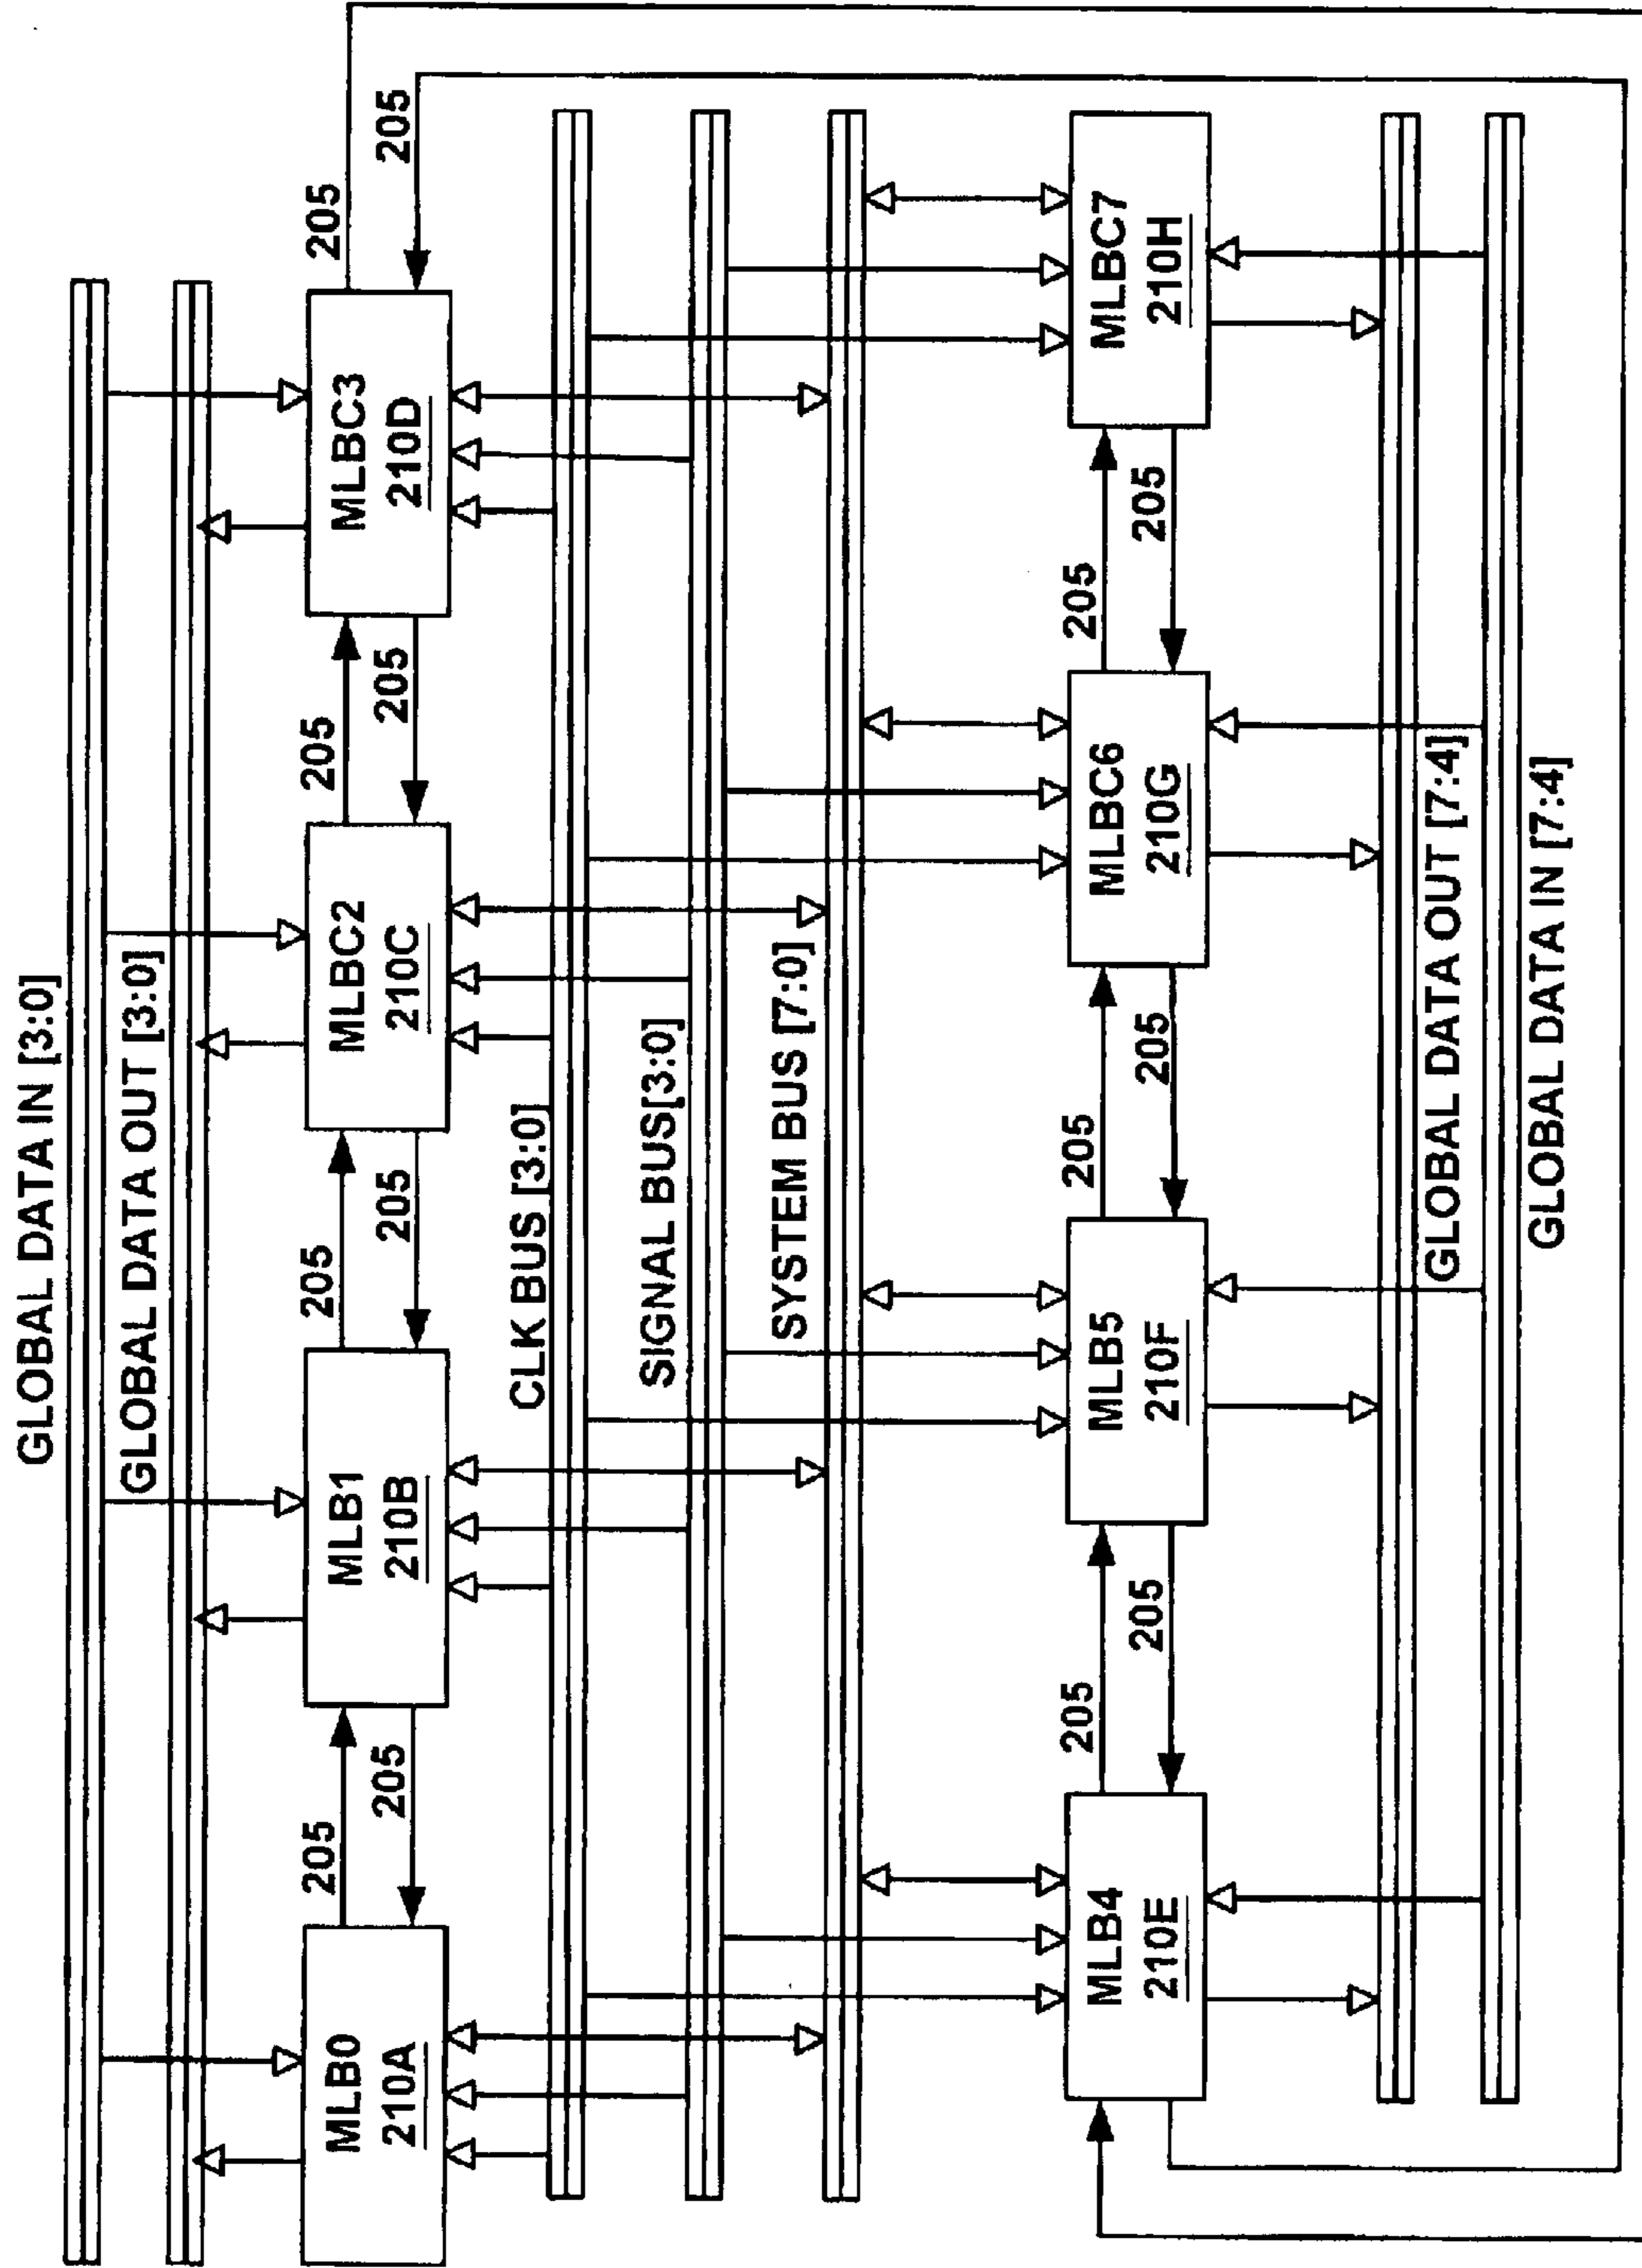 GLOBAL DATA IN [3:0]
GLOBAL DATA OUT [3:0]
MLB0
210A
205
205
MLB1
210B
205
205
MLBC2
210C
205
205
MLBC3
210D
205
205
CLK BUS [3:0]
SIGNAL BUS[3:0]
SYSTEM BUS [7:0]
MLB4
210E
205
205
MLB5
210F
205
205
MLBC6
210G
205
205
MLBC7
210H
GLOBAL DATA OUT [7:4]
GLOBAL DATA IN [7:4]